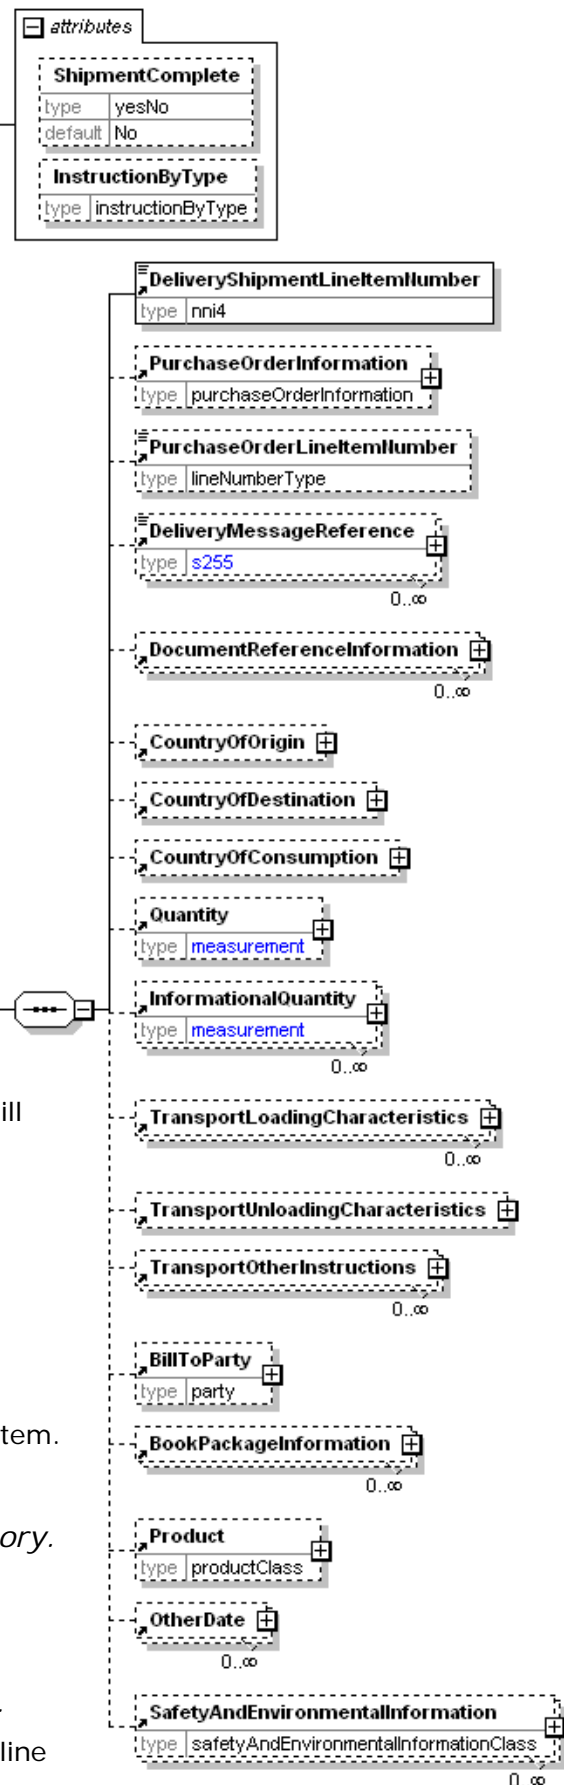 attributes
ShipmentComplete
type yesNo
default No
InstructionByType
type instructionByType
DeliveryShipmentLineItemNumber
type nni4
PurchaseOrderInformation
type purchaseOrderInformation
PurchaseOrderLineItemNumber
type lineNumberType
DeliveryMessageReference
type s255
0..∞
DocumentReferenceInformation
0..∞
CountryOfOrigin
CountryOfDestination
CountryOfConsumption
Quantity
type measurement
InformationalQuantity
type measurement
0..∞
ill
TransportLoadingCharacteristics
0..∞
TransportUnloadingCharacteristics
TransportOtherInstructions
0..∞
BillToParty
type party
tem.
BookPackageInformation
0..∞
ory.
Product
type productClass
OtherDate
0..∞
SafetyAndEnvironmentalInformation
line
type safetyAndEnvironmentalInformationClass
0..∞